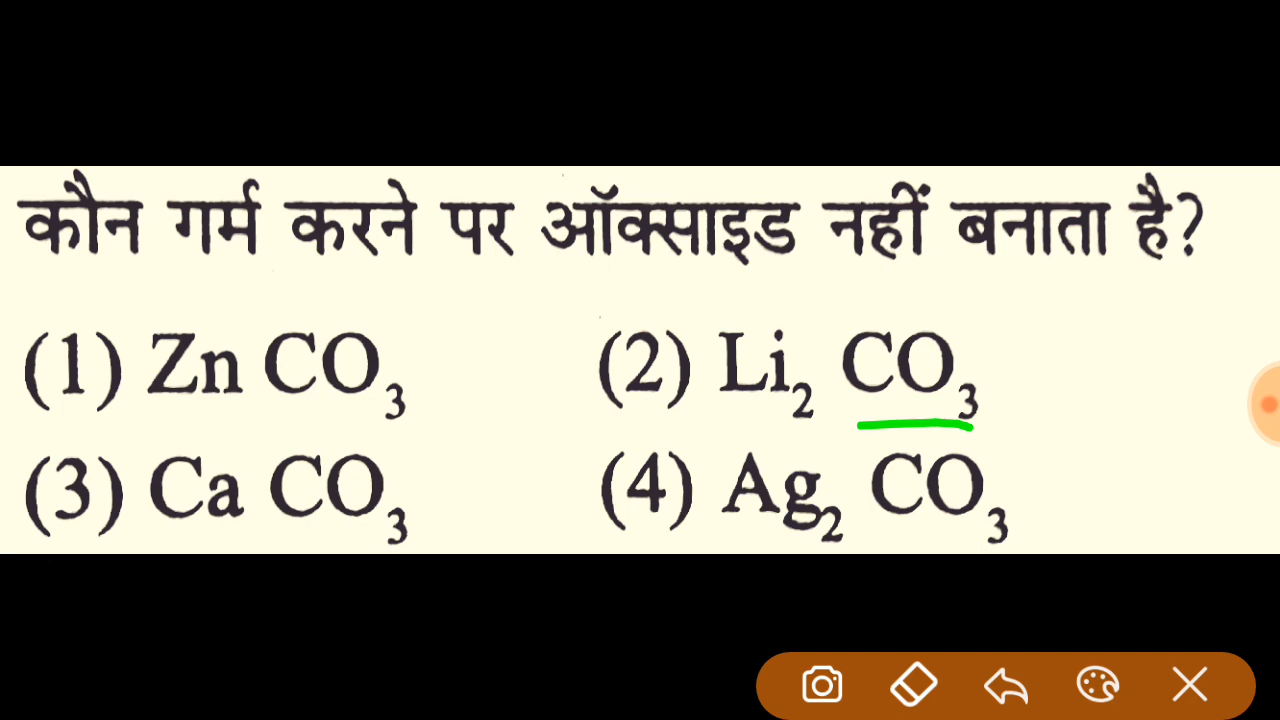 कौन गर्म करने पर ऑक्साइड नहीं बनाता है?
(1) Zn CO₃ (2) Li₂ CO₃
(3) Ca CO₃ (4) Ag₂ CO₃